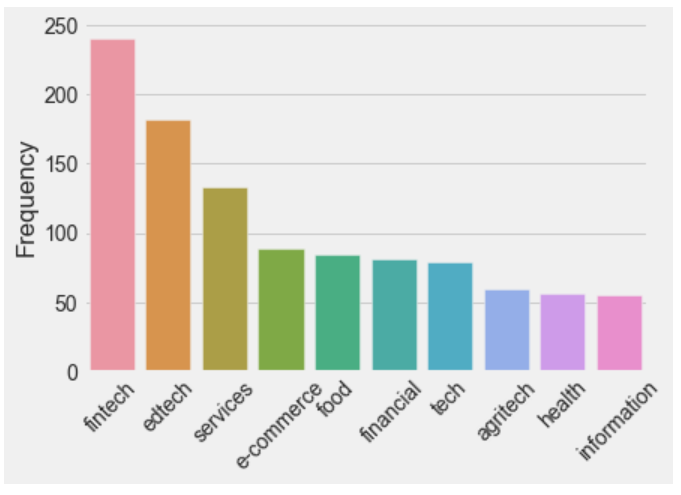 250
200
150
100
50
0
Frequency
fintech
edtech
services
e-commerce
food
financial
tech
agritech
health
information